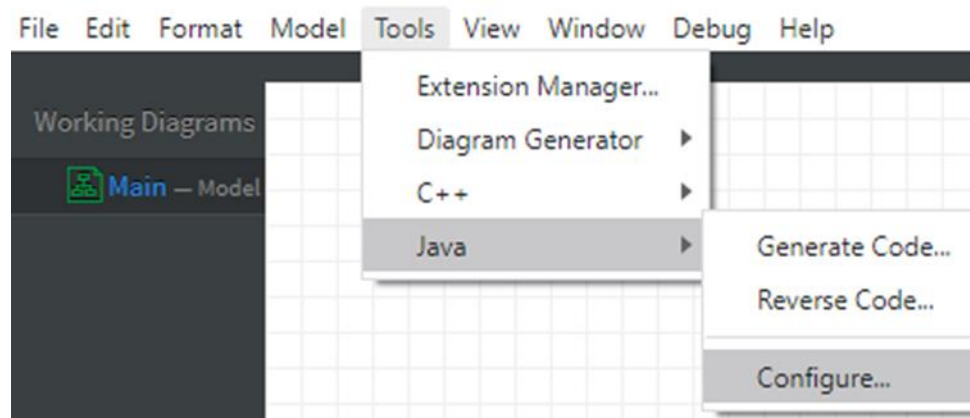 File Edit Format Model Tools View Window Debug Help
Working Diagrams
Main — Model
Extension Manager...
Diagram Generator
C++
Java
Generate Code...
Reverse Code...
Configure...